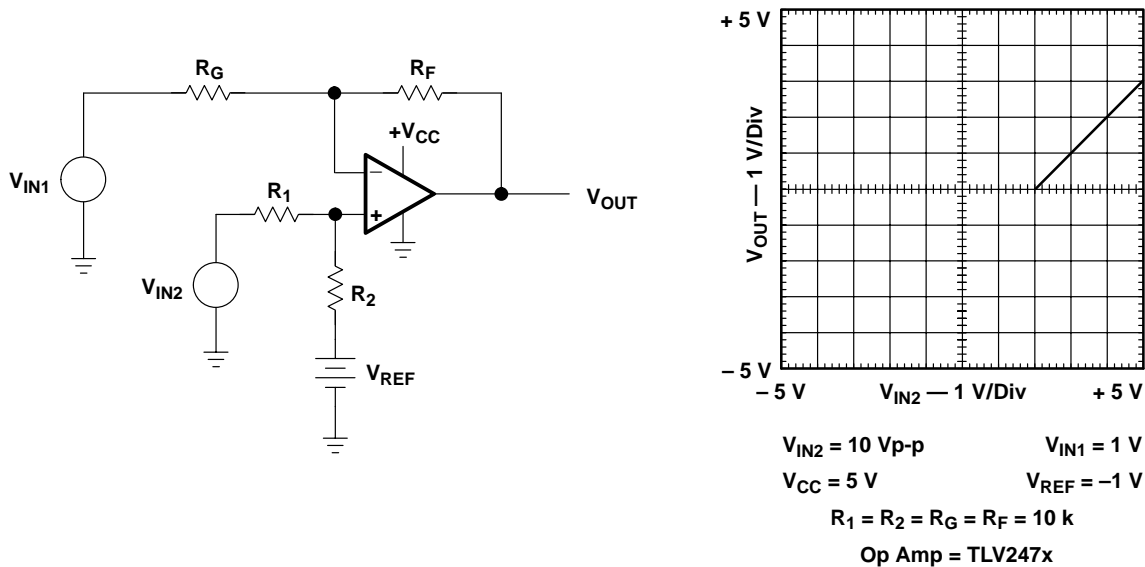 R_G
R_F
+V_CC
V_IN1
R_1
−
+
V_OUT
V_IN2
R_2
V_REF
+ 5 V
V_OUT — 1 V/Div
– 5 V
– 5 V
V_IN2 — 1 V/Div
+ 5 V
V_IN2 = 10 Vp-p
V_IN1 = 1 V
V_CC = 5 V
V_REF = –1 V
R_1 = R_2 = R_G = R_F = 10 k
Op Amp = TLV247x